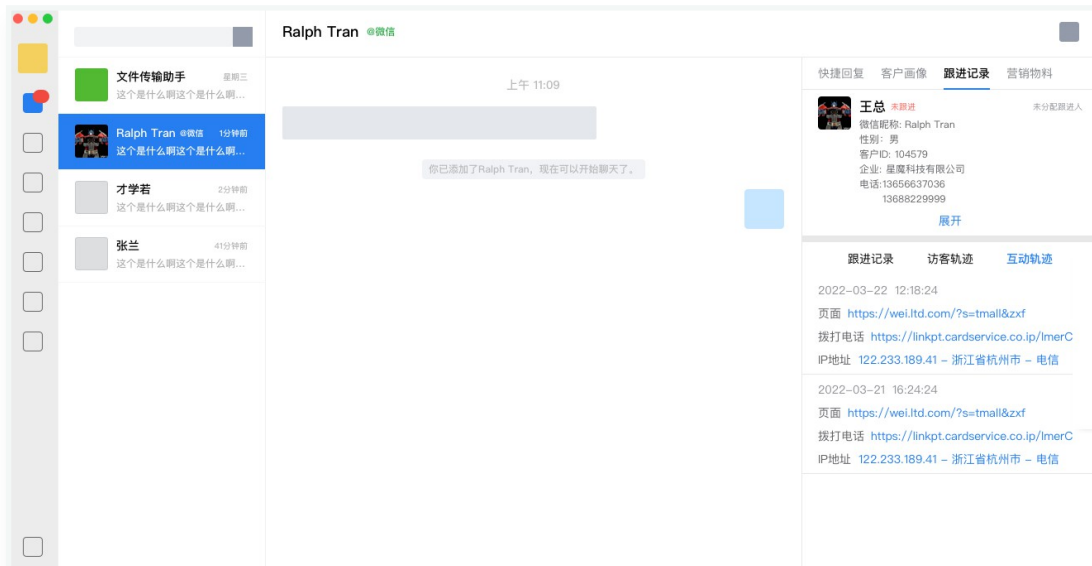 Ralph Tran @微信
文件传输助手 星期三
这个是什么啊这个是什么啊...
Ralph Tran @微信 1分钟前
这个是什么啊这个是什么啊...
才学若 2分钟前
这个是什么啊这个是什么啊...
张兰 41分钟前
这个是什么啊这个是什么啊...
上午 11:09
你已添加了Ralph Tran，现在可以开始聊天了。
快捷回复 客户画像 跟进记录 营销物料
王总 未跟进 未分配跟进人
微信昵称: Ralph Tran
性别: 男
客户ID: 104579
企业: 星魔科技有限公司
电话:13656637036
13688229999
展开
跟进记录 访客轨迹 互动轨迹
2022-03-22 12:18:24
页面 https://wei.ltd.com/?s=tmall&zxf
拨打电话 https://linkpt.cardservice.co.ip/lmerC
IP地址 122.233.189.41 - 浙江省杭州市 - 电信
2022-03-21 16:24:24
页面 https://wei.ltd.com/?s=tmall&zxf
拨打电话 https://linkpt.cardservice.co.ip/lmerC
IP地址 122.233.189.41 - 浙江省杭州市 - 电信